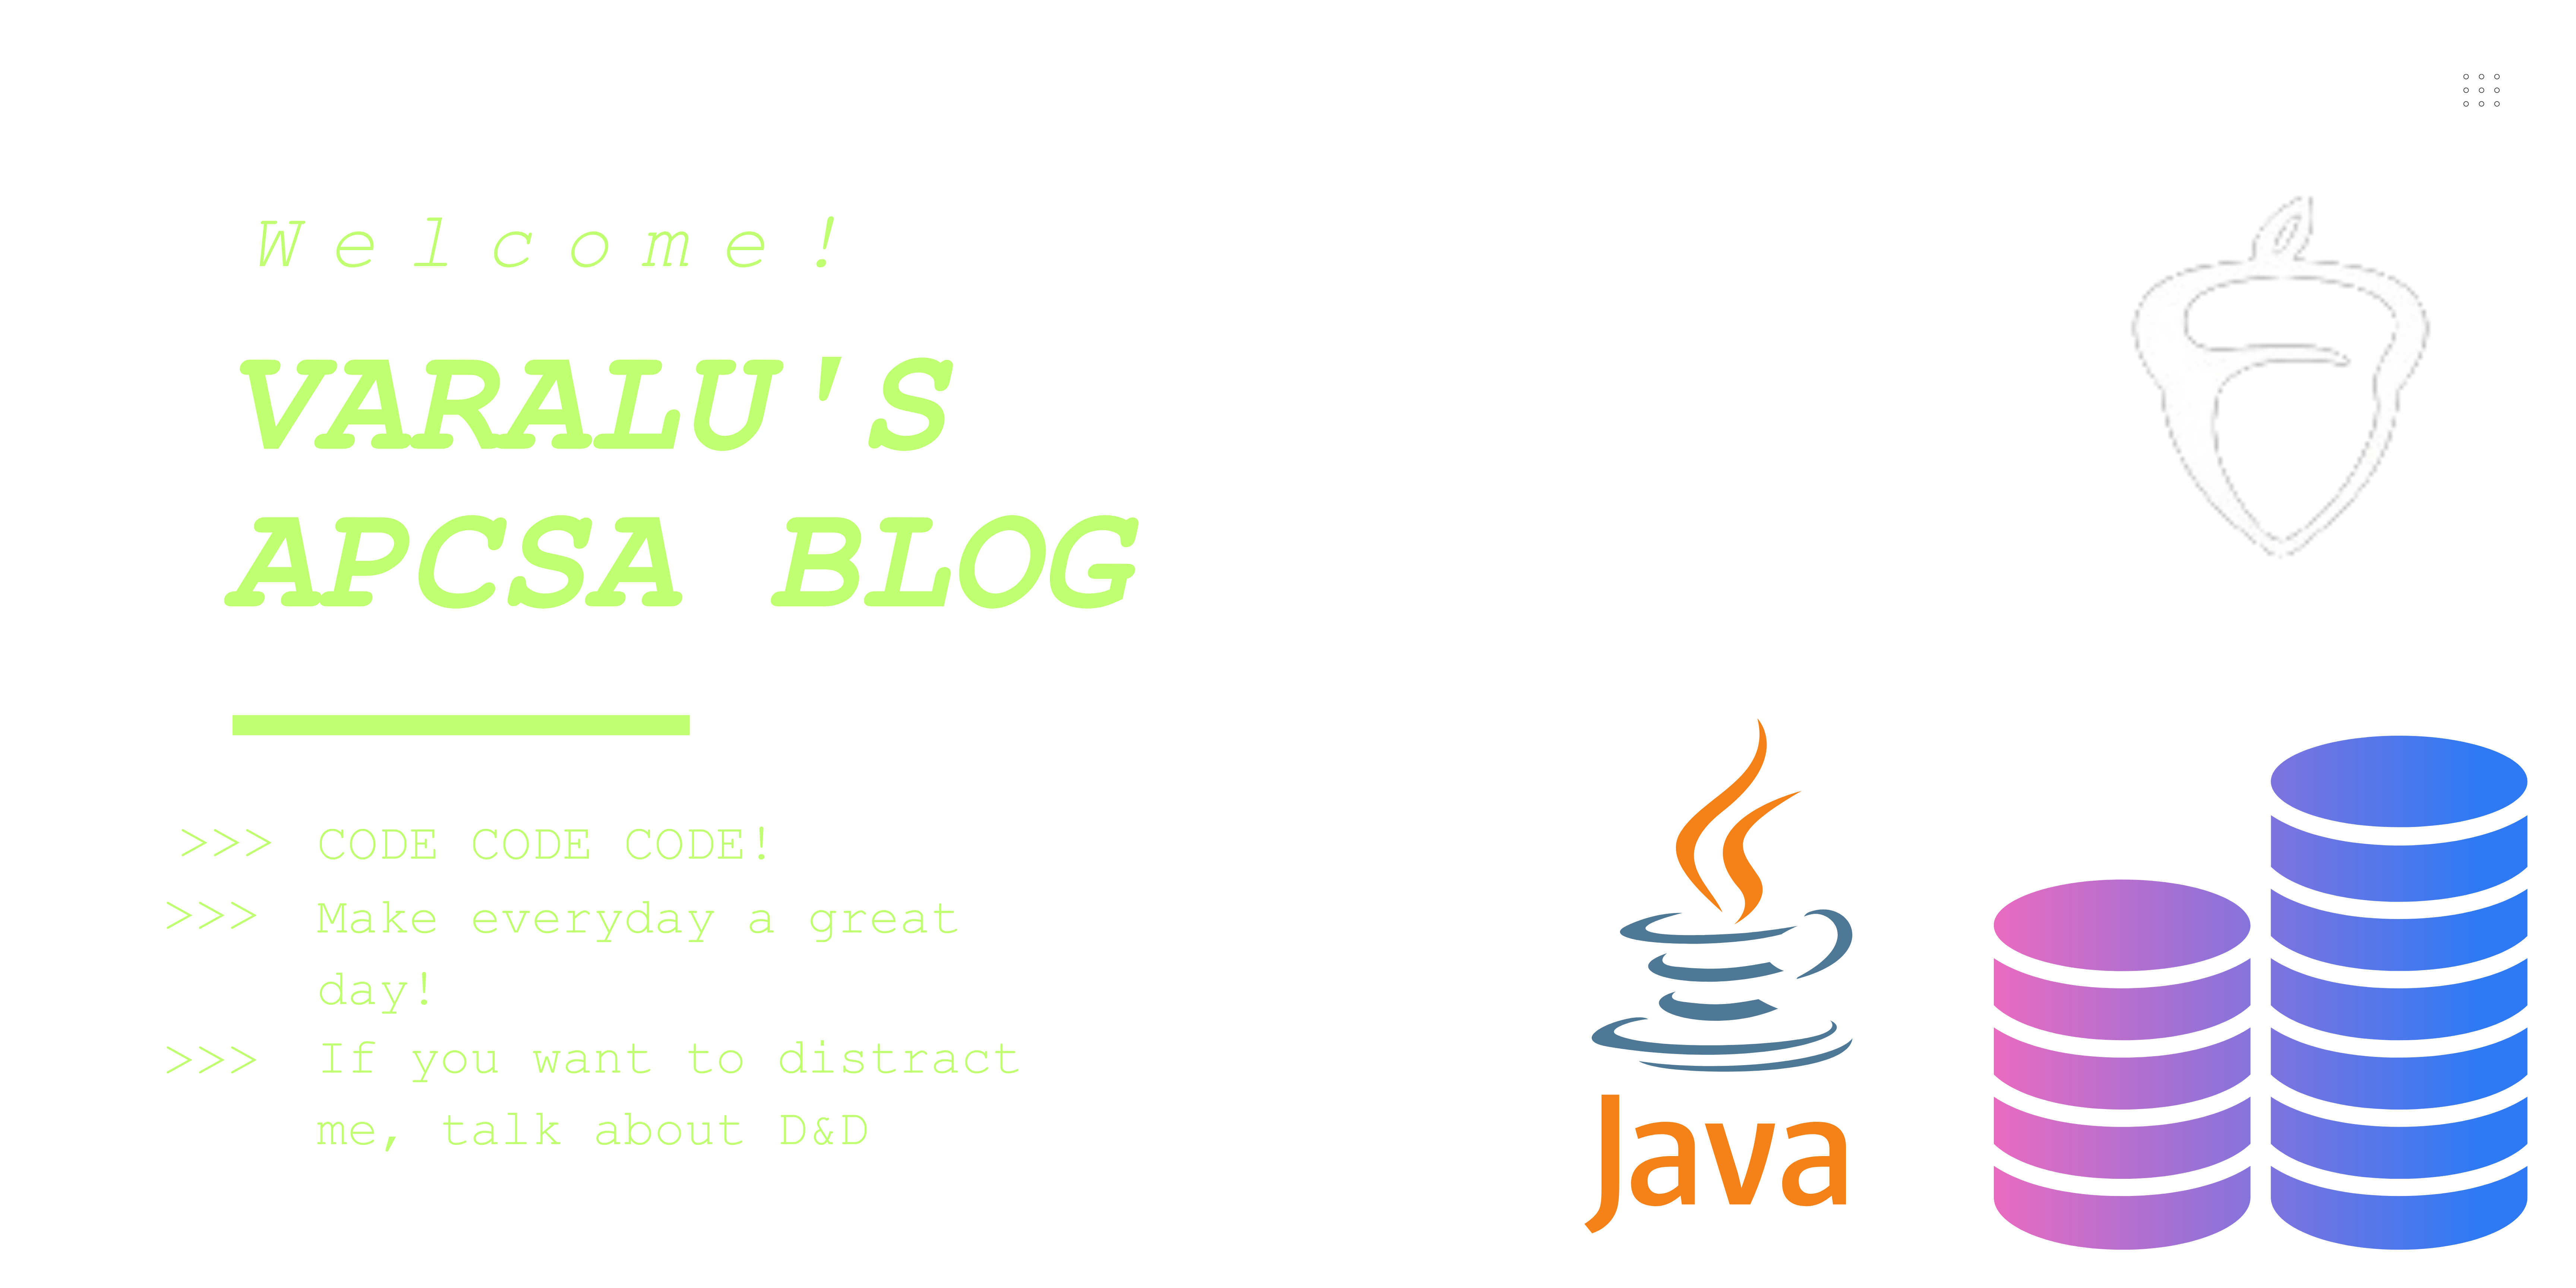 Welcome!
VARALU'S
APCSA BLOG
>>> CODE CODE CODE!
>>> Make everyday a great
day!
>>> If you want to distract
me, talk about D&D
Java